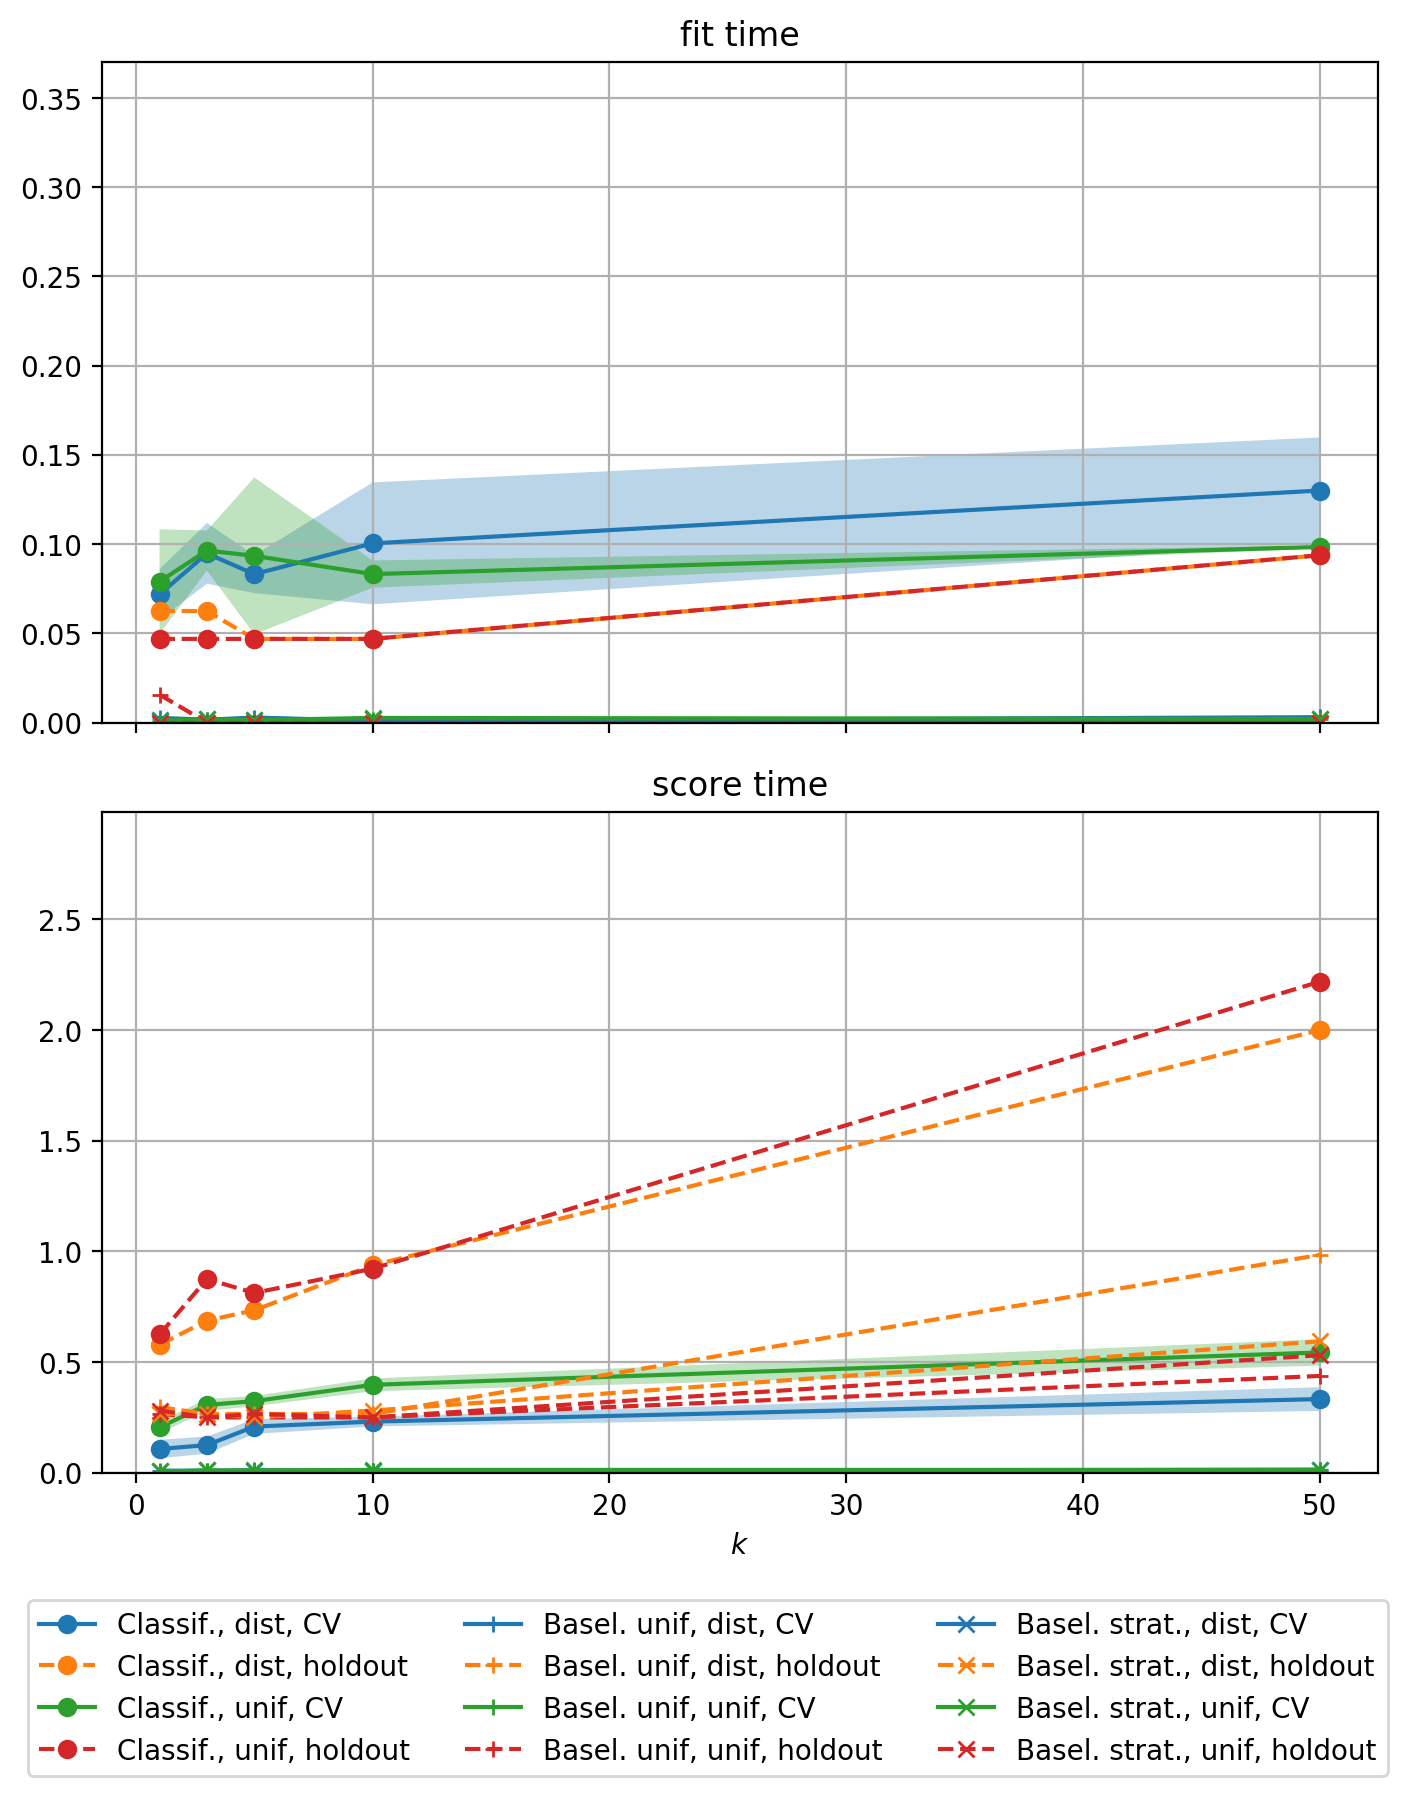 fit time
0.35
0.30
0.25
0.20
0.15
0.10
0.05
0.00
score time
2.5
2.0
1.5
1.0
0.5
0.0
0 10 20 30 40 50
k
Classif., dist, CV Basel. unif, dist, CV Basel. strat., dist, CV
Classif., dist, holdout Basel. unif, dist, holdout Basel. strat., dist, holdout
Classif., unif, CV Basel. unif, unif, CV Basel. strat., unif, CV
Classif., unif, holdout Basel. unif, unif, holdout Basel. strat., unif, holdout